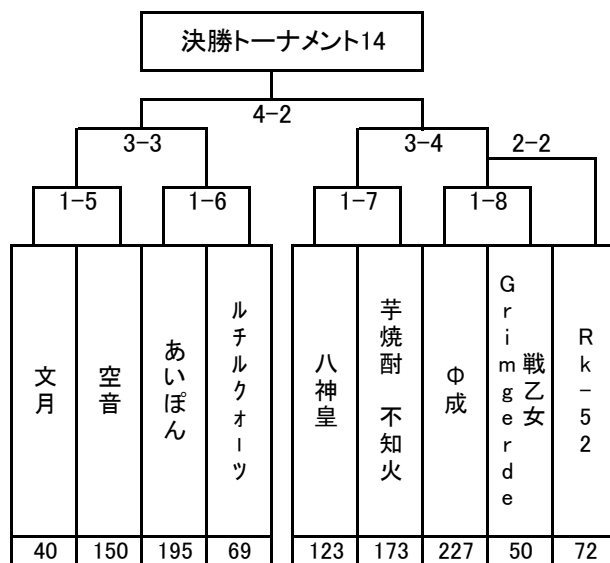 決勝トーナメント14
4-2
3-3
3-4
2-2
1-5
1-6
1-7
1-8
文月
空音
あいぽん
ルチルクォーツ
八神皇
芋焼酎 不知火
Φ成
戦乙女
Grimgerde
Rk-52
40
150
195
69
123
173
227
50
72